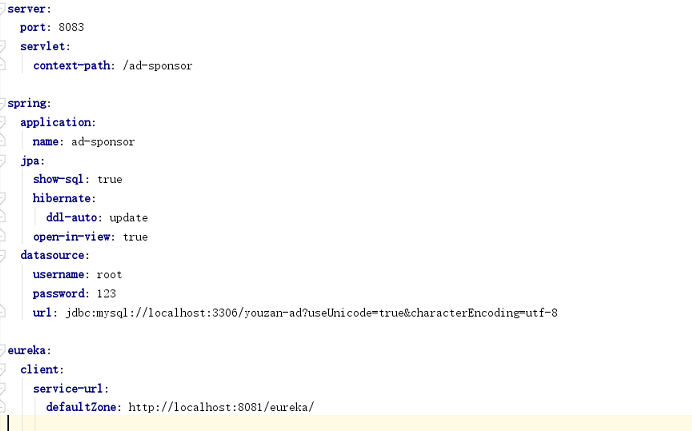 server:
  port: 8083
  servlet:
    context-path: /ad-sponsor

spring:
  application:
    name: ad-sponsor
  jpa:
    show-sql: true
    hibernate:
      ddl-auto: update
    open-in-view: true
  datasource:
    username: root
    password: 123
    url: jdbc:mysql://localhost:3306/youzan-ad?useUnicode=true&characterEncoding=utf-8

eureka:
  client:
    service-url:
      defaultZone: http://localhost:8081/eureka/